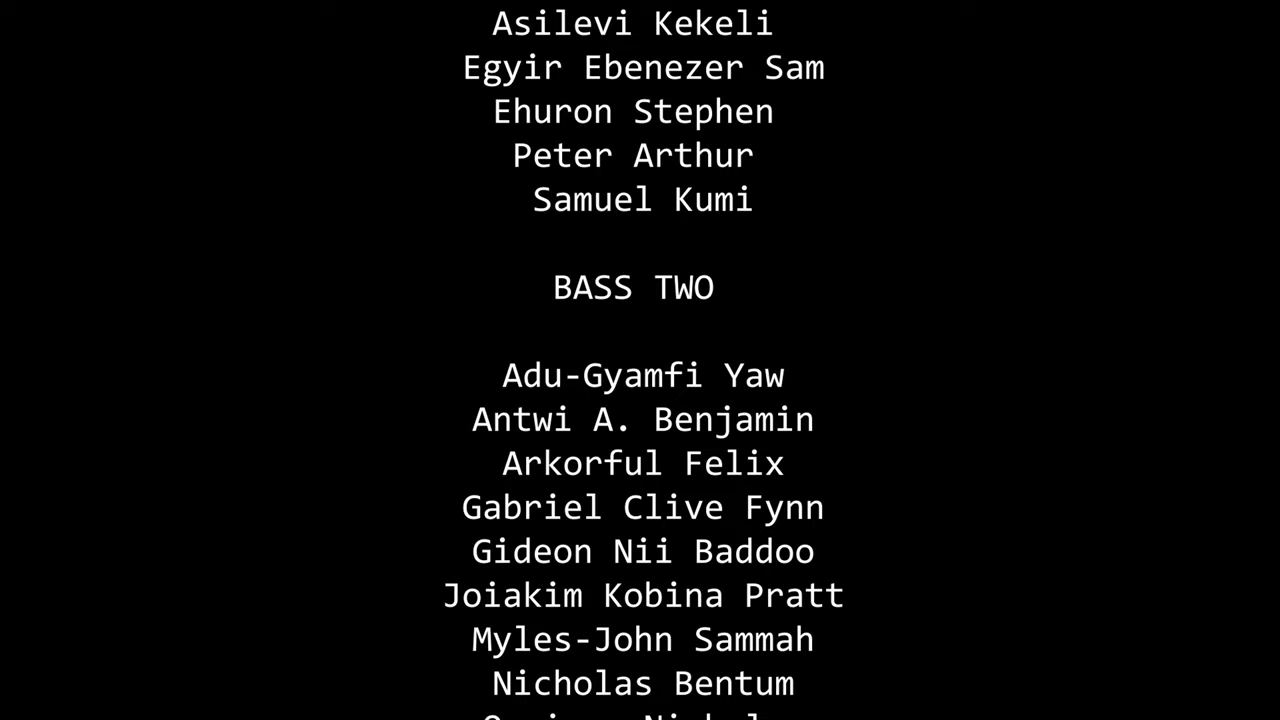 Asilevi Kekeli
Egyir Ebenezer Sam
Ehuron Stephen
Peter Arthur
Samuel Kumi
BASS TWO
Adu-Gyamfi Yaw
Antwi A. Benjamin
Arkorful Felix
Gabriel Clive Fynn
Gideon Nii Baddoo
Joiakim Kobina Pratt
Myles-John Sammah
Nicholas Bentum